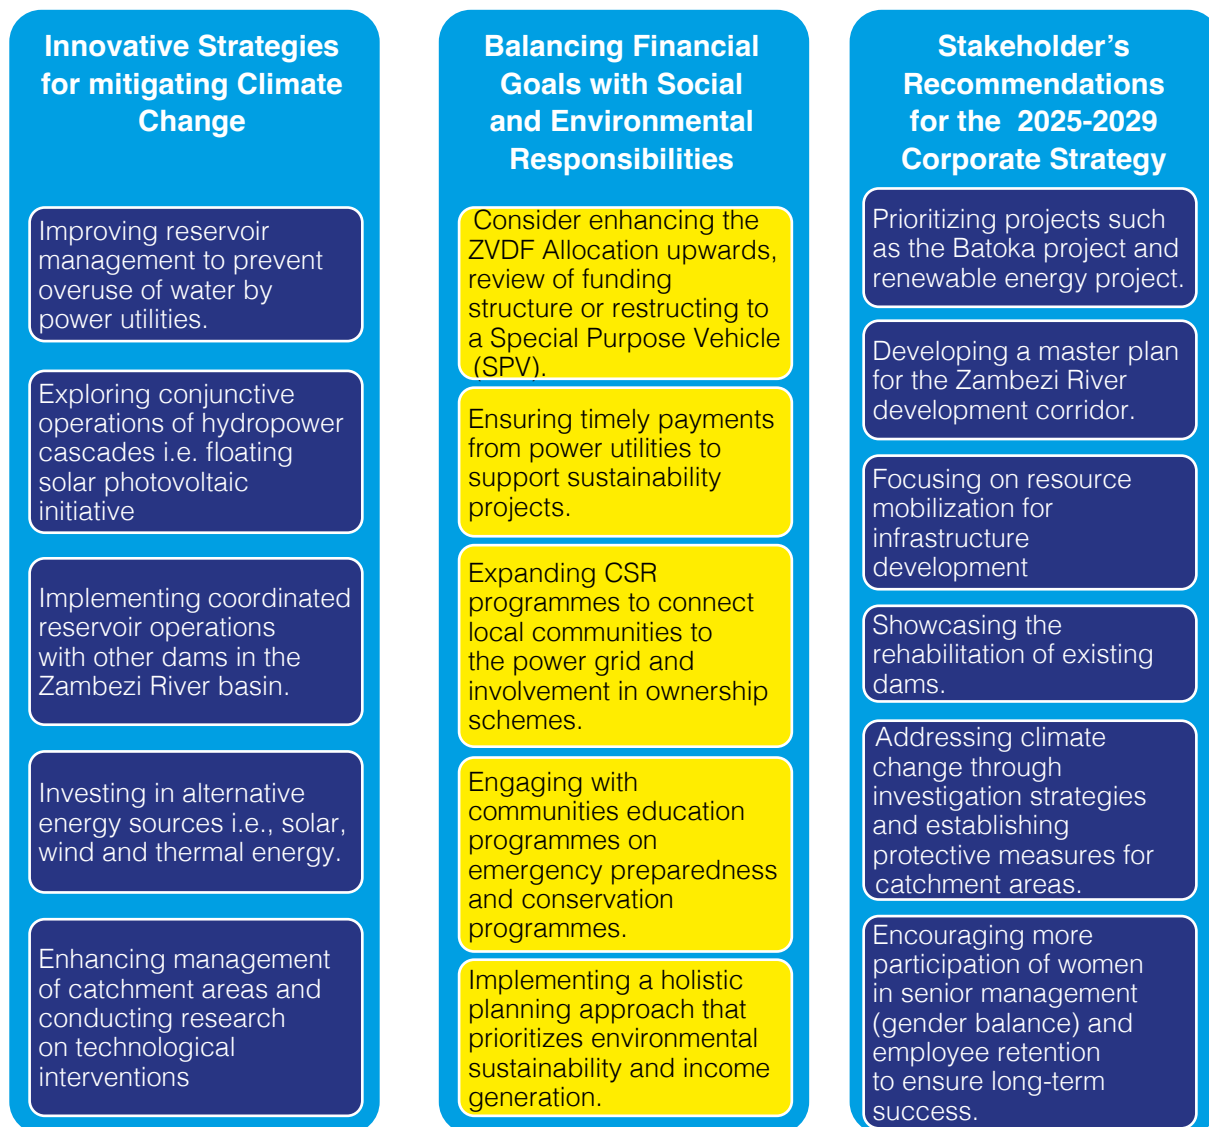 Innovative Strategies
for mitigating Climate
Change
Improving reservoir
management to prevent
overuse of water by
power utilities.
Exploring conjunctive
operations of hydropower
cascades i.e. floating
solar photovoltaic
initiative
Implementing coordinated
reservoir operations
with other dams in the
Zambezi River basin.
Investing in alternative
energy sources i.e., solar,
wind and thermal energy.
Enhancing management
of catchment areas and
conducting research
on technological
interventions
Balancing Financial
Goals with Social
and Environmental
Responsibilities
Consider enhancing the
ZVDF Allocation upwards,
review of funding
structure or restructing to
a Special Purpose Vehicle
(SPV).
Ensuring timely payments
from power utilities to
support sustainability
projects.
Expanding CSR
programmes to connect
local communities to
the power grid and
involvement in ownership
schemes.
Engaging with
communities education
programmes on
emergency preparedness
and conservation
programmes.
Implementing a holistic
planning approach that
prioritizes environmental
sustainability and income
generation.
Stakeholder’s
Recommendations
for the 2025-2029
Corporate Strategy
Prioritizing projects such
as the Batoka project and
renewable energy project.
Developing a master plan
for the Zambezi River
development corridor.
Focusing on resource
mobilization for
infrastructure
development
Showcasing the
rehabilitation of existing
dams.
Addressing climate
change through
investigation strategies
and establishing
protective measures for
catchment areas.
Encouraging more
participation of women
in senior management
(gender balance) and
employee retention
to ensure long-term
success.